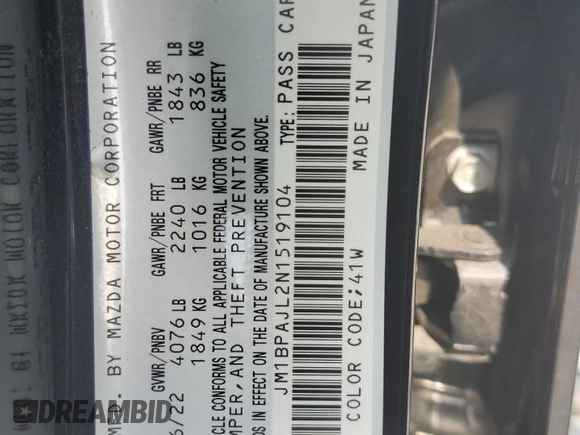 MFD. BY MAZDA MOTOR CORPORATION
GVWR/PNBV GAWR/PNBE FRT GAWR/PNBE RR
6/22 4076 LB 2240 LB 1843 LB
1849 KG 1016 KG 836 KG
CONFORMS TO ALL APPLICABLE FEDERAL MOTOR VEHICLE SAFETY
MPER, AND THEFT PREVENTION
IN EFFECT ON THE DATE OF MANUFACTURE SHOWN ABOVE.
JM1BPAJL2N1519104 TYPE: PASS CAR
COLOR CODE;41W MADE IN JAPAN
DREAMBID